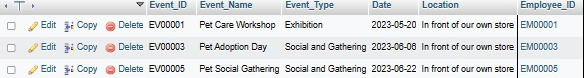 Event_ID Event_Name Event_Type Date Location Employee_ID
Edit Copy Delete EV00001 Pet Care Workshop Exhibition 2023-05-20 In front of our own store EM00001
Edit Copy Delete EV00003 Pet Adoption Day Social and Gathering 2023-06-06 In front of our own store EM00003
Edit Copy Delete EV00005 Pet Social Gathering Social and Gathering 2023-06-22 In front of our own store EM00005